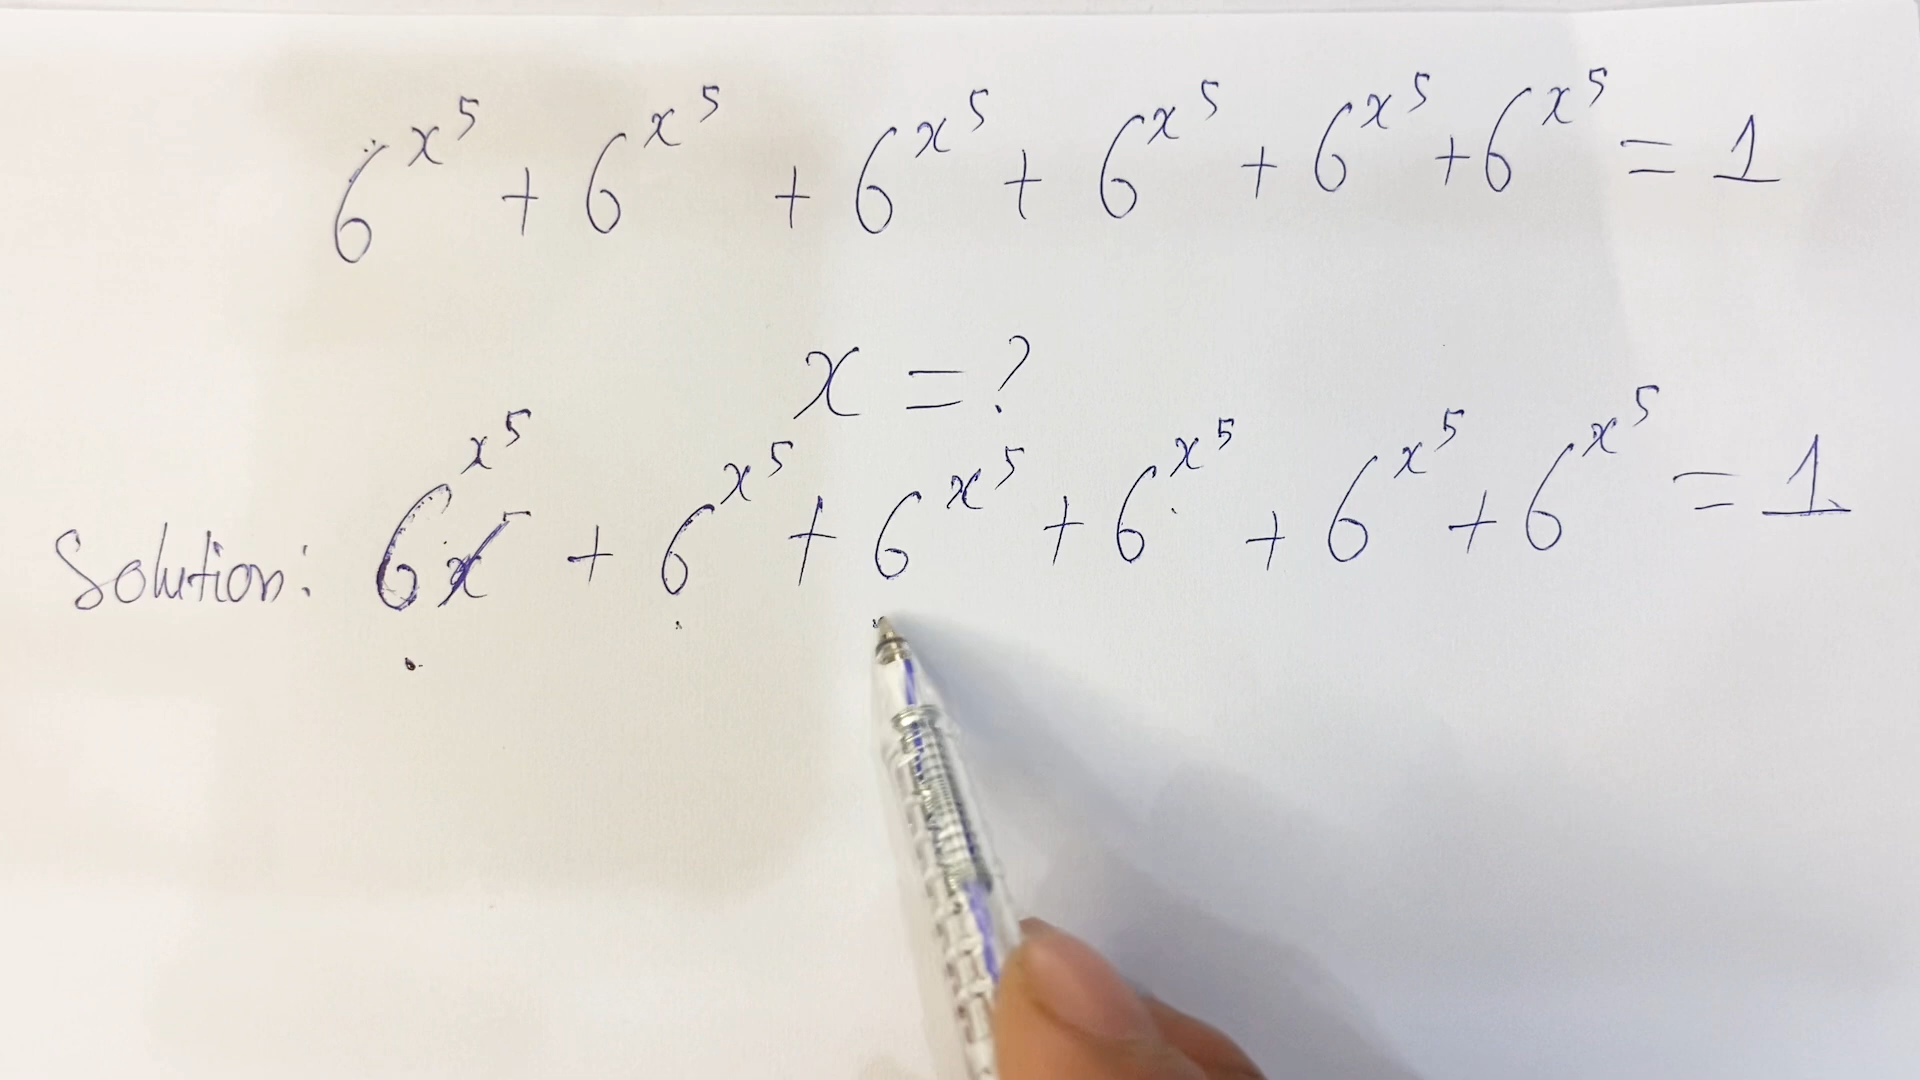 6^{x^5} + 6^{x^5} + 6^{x^5} + 6^{x^5} + 6^{x^5} + 6^{x^5} = 1
x = ?
Solution: 6^{x^5} + 6^{x^5} + 6^{x^5} + 6^{x^5} + 6^{x^5} + 6^{x^5} = 1